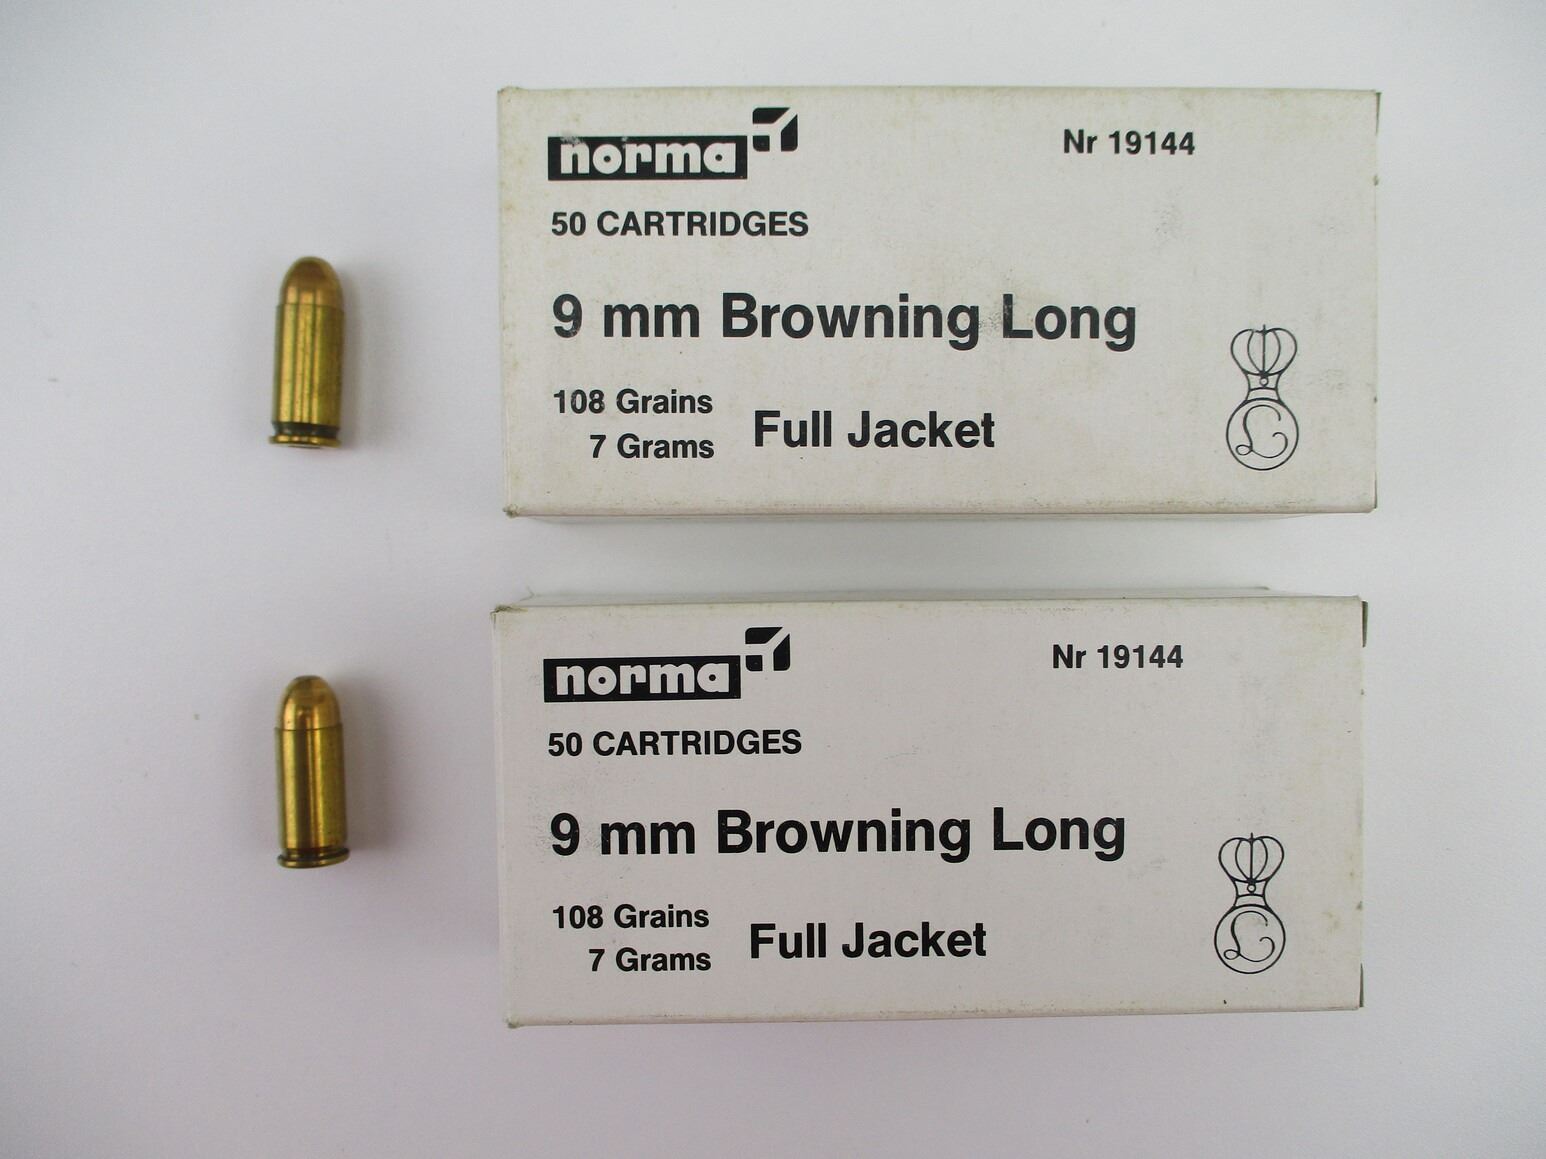 norma
Nr 19144
50 CARTRIDGES
9 mm Browning Long
108 Grains
7 Grams
Full Jacket
L
norma
Nr 19144
50 CARTRIDGES
9 mm Browning Long
108 Grains
7 Grams
Full Jacket
L